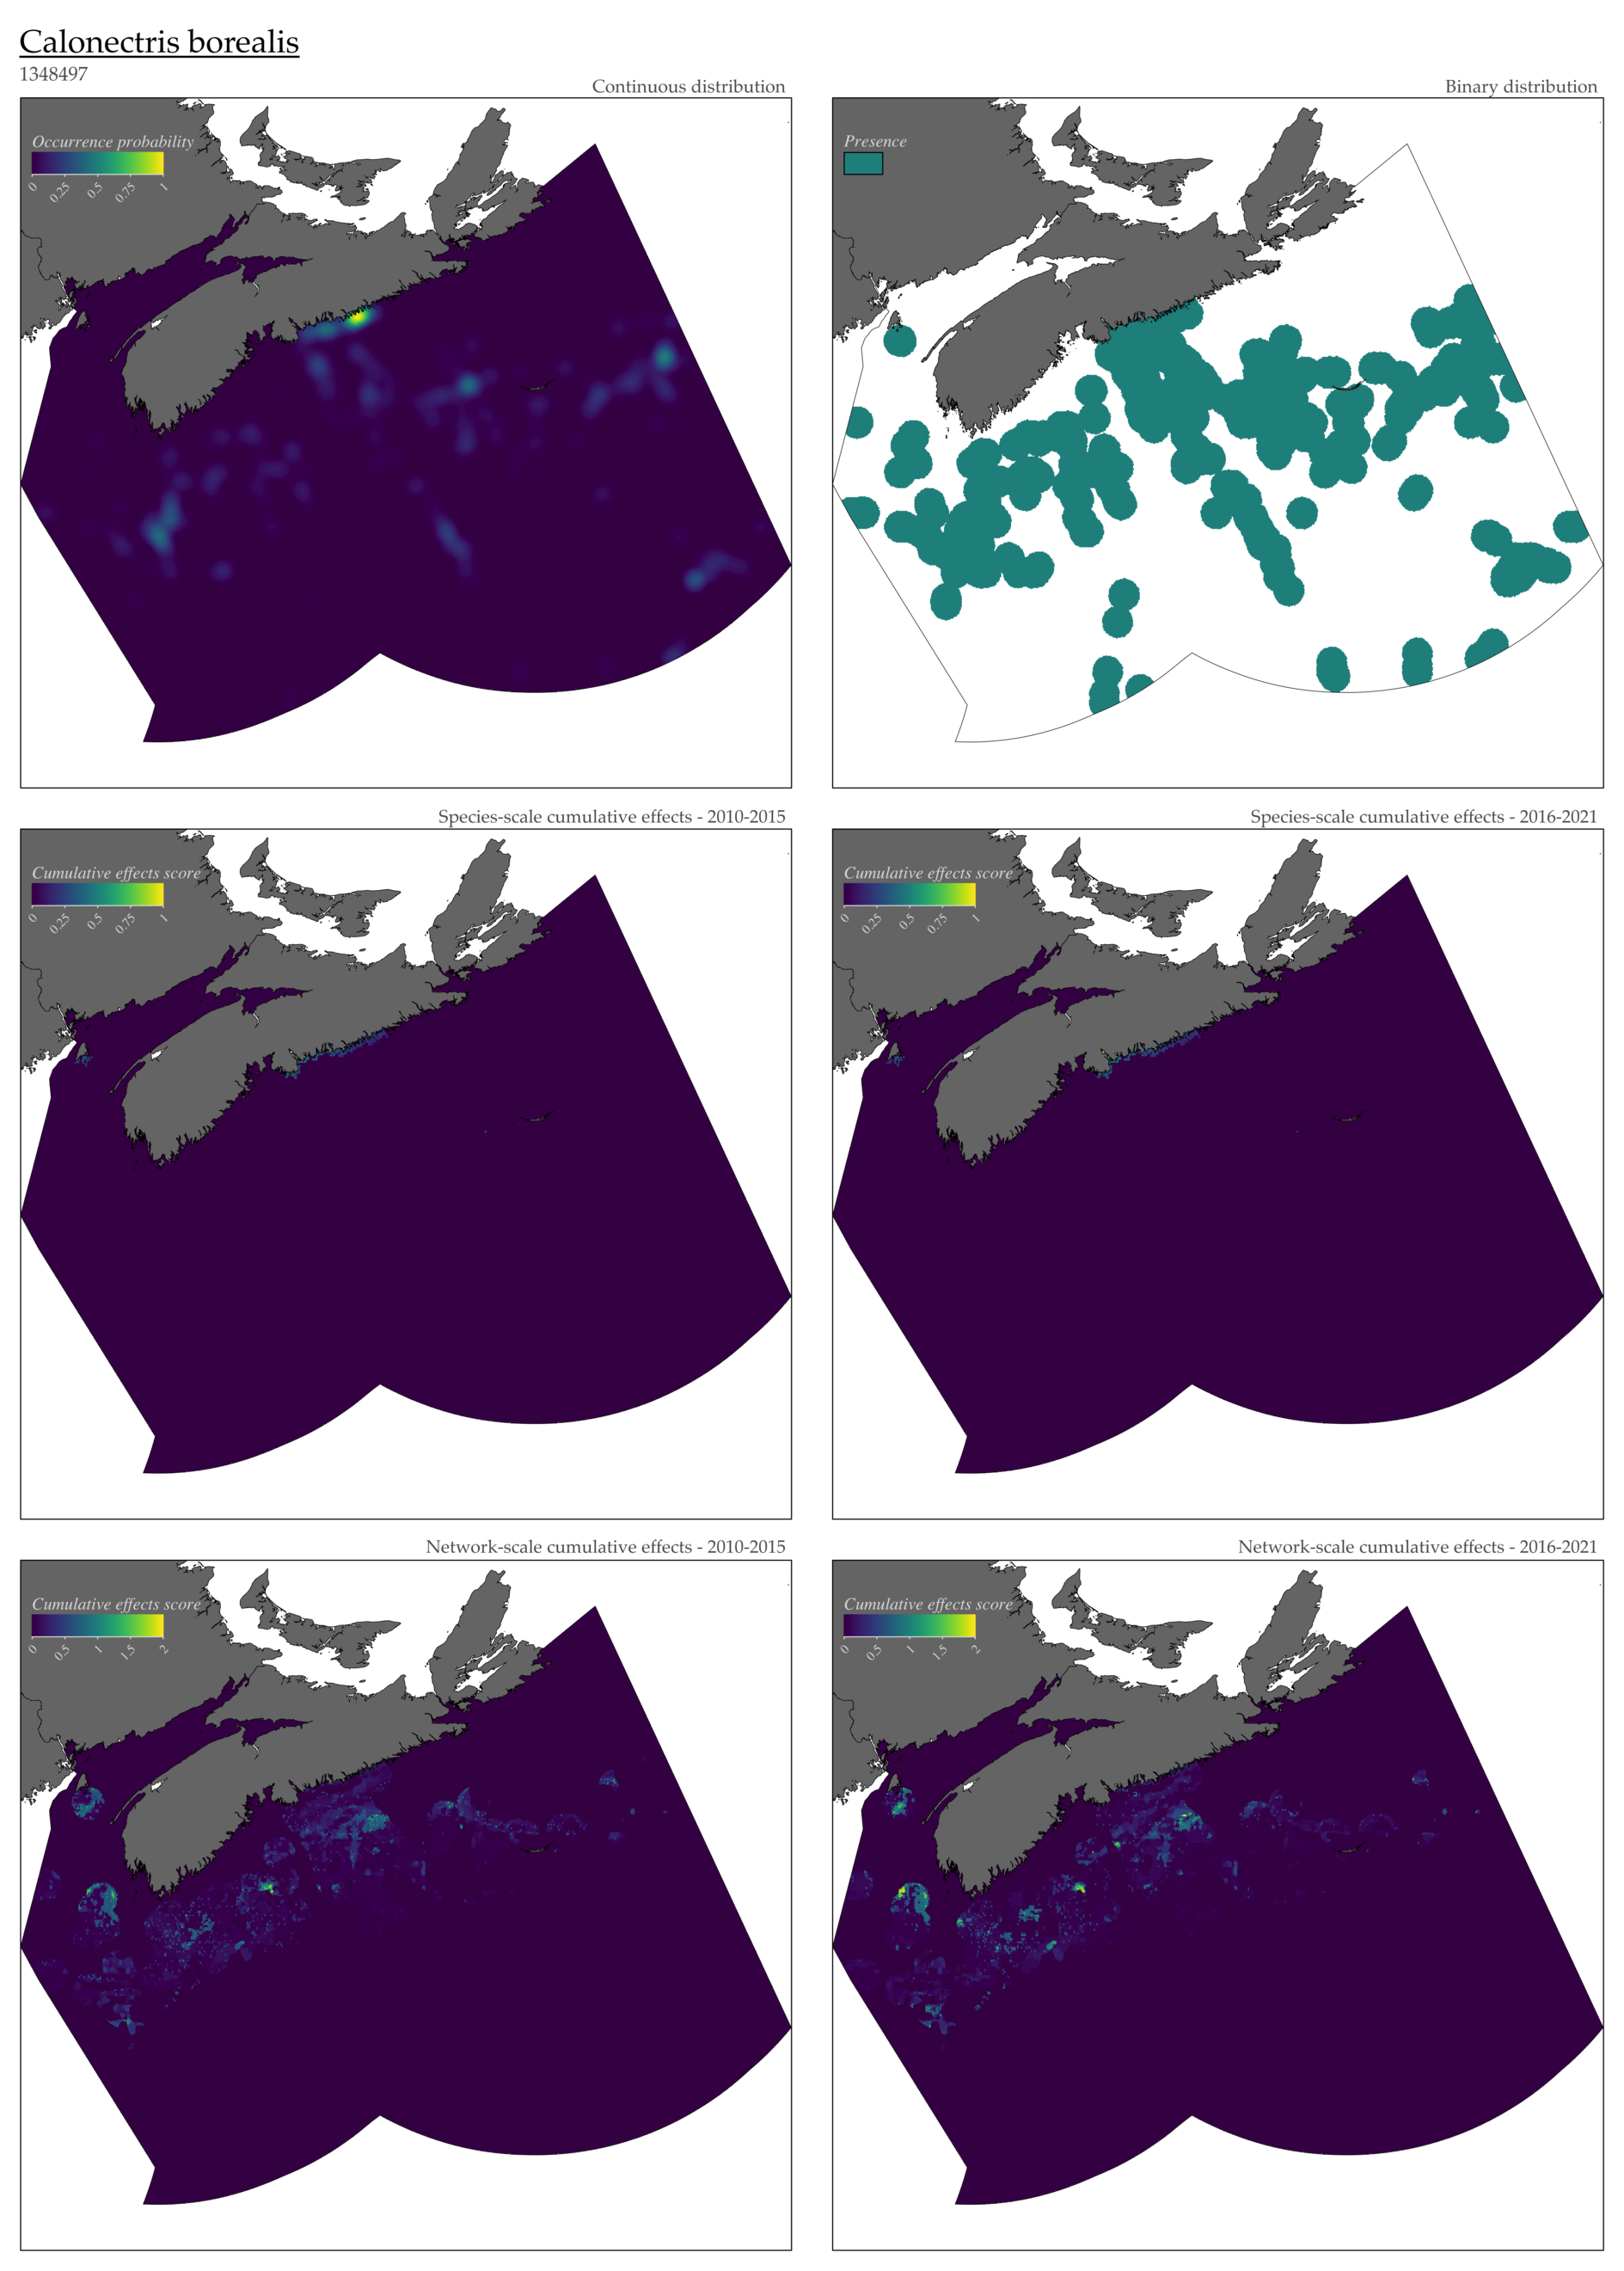 Calonectris borealis
1348497
Continuous distribution
Occurrence probability
0 0.25 0.5 0.75 1
Binary distribution
Presence
Species-scale cumulative effects - 2010-2015
Cumulative effects score
0 0.25 0.5 0.75 1
Species-scale cumulative effects - 2016-2021
Cumulative effects score
0 0.25 0.5 0.75 1
Network-scale cumulative effects - 2010-2015
Cumulative effects score
0 0.5 1 1.5 2
Network-scale cumulative effects - 2016-2021
Cumulative effects score
0 0.5 1 1.5 2